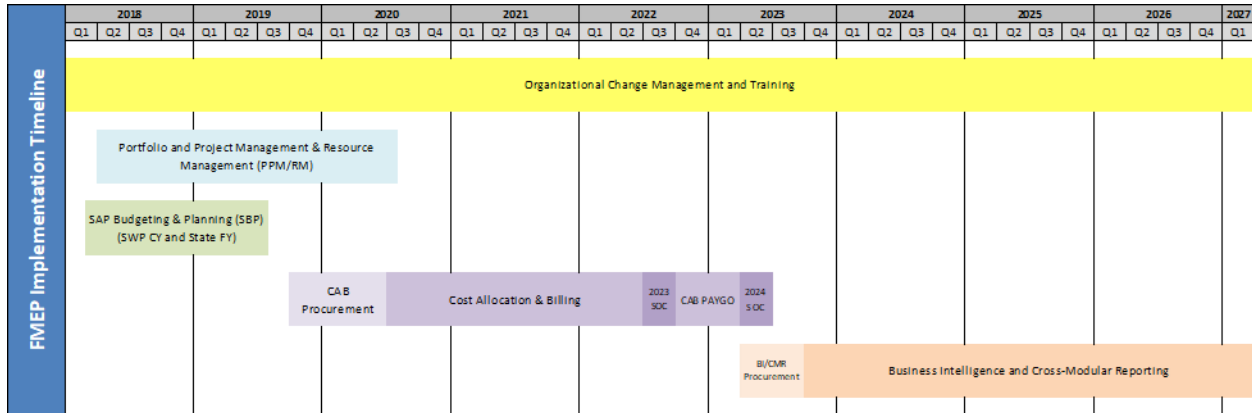 2018 2019 2020 2021 2022 2023 2024 2025 2026 2027
Q1 Q2 Q3 Q4 Q1 Q2 Q3 Q4 Q1 Q2 Q3 Q4 Q1 Q2 Q3 Q4 Q1 Q2 Q3 Q4 Q1 Q2 Q3 Q4 Q1 Q2 Q3 Q4 Q1 Q2 Q3 Q4 Q1 Q2 Q3 Q4 Q1
FMEP Implementation Timeline
Organizational Change Management and Training
Portfolio and Project Management & Resource
Management (PPM/RM)
SAP Budgeting & Planning (SBP)
(SWP CY and State FY)
CAB
Procurement
Cost Allocation & Billing
2023
SOC
CAB PAYGO
2024
SOC
BI/CMR
Procurement
Business Intelligence and Cross-Modular Reporting